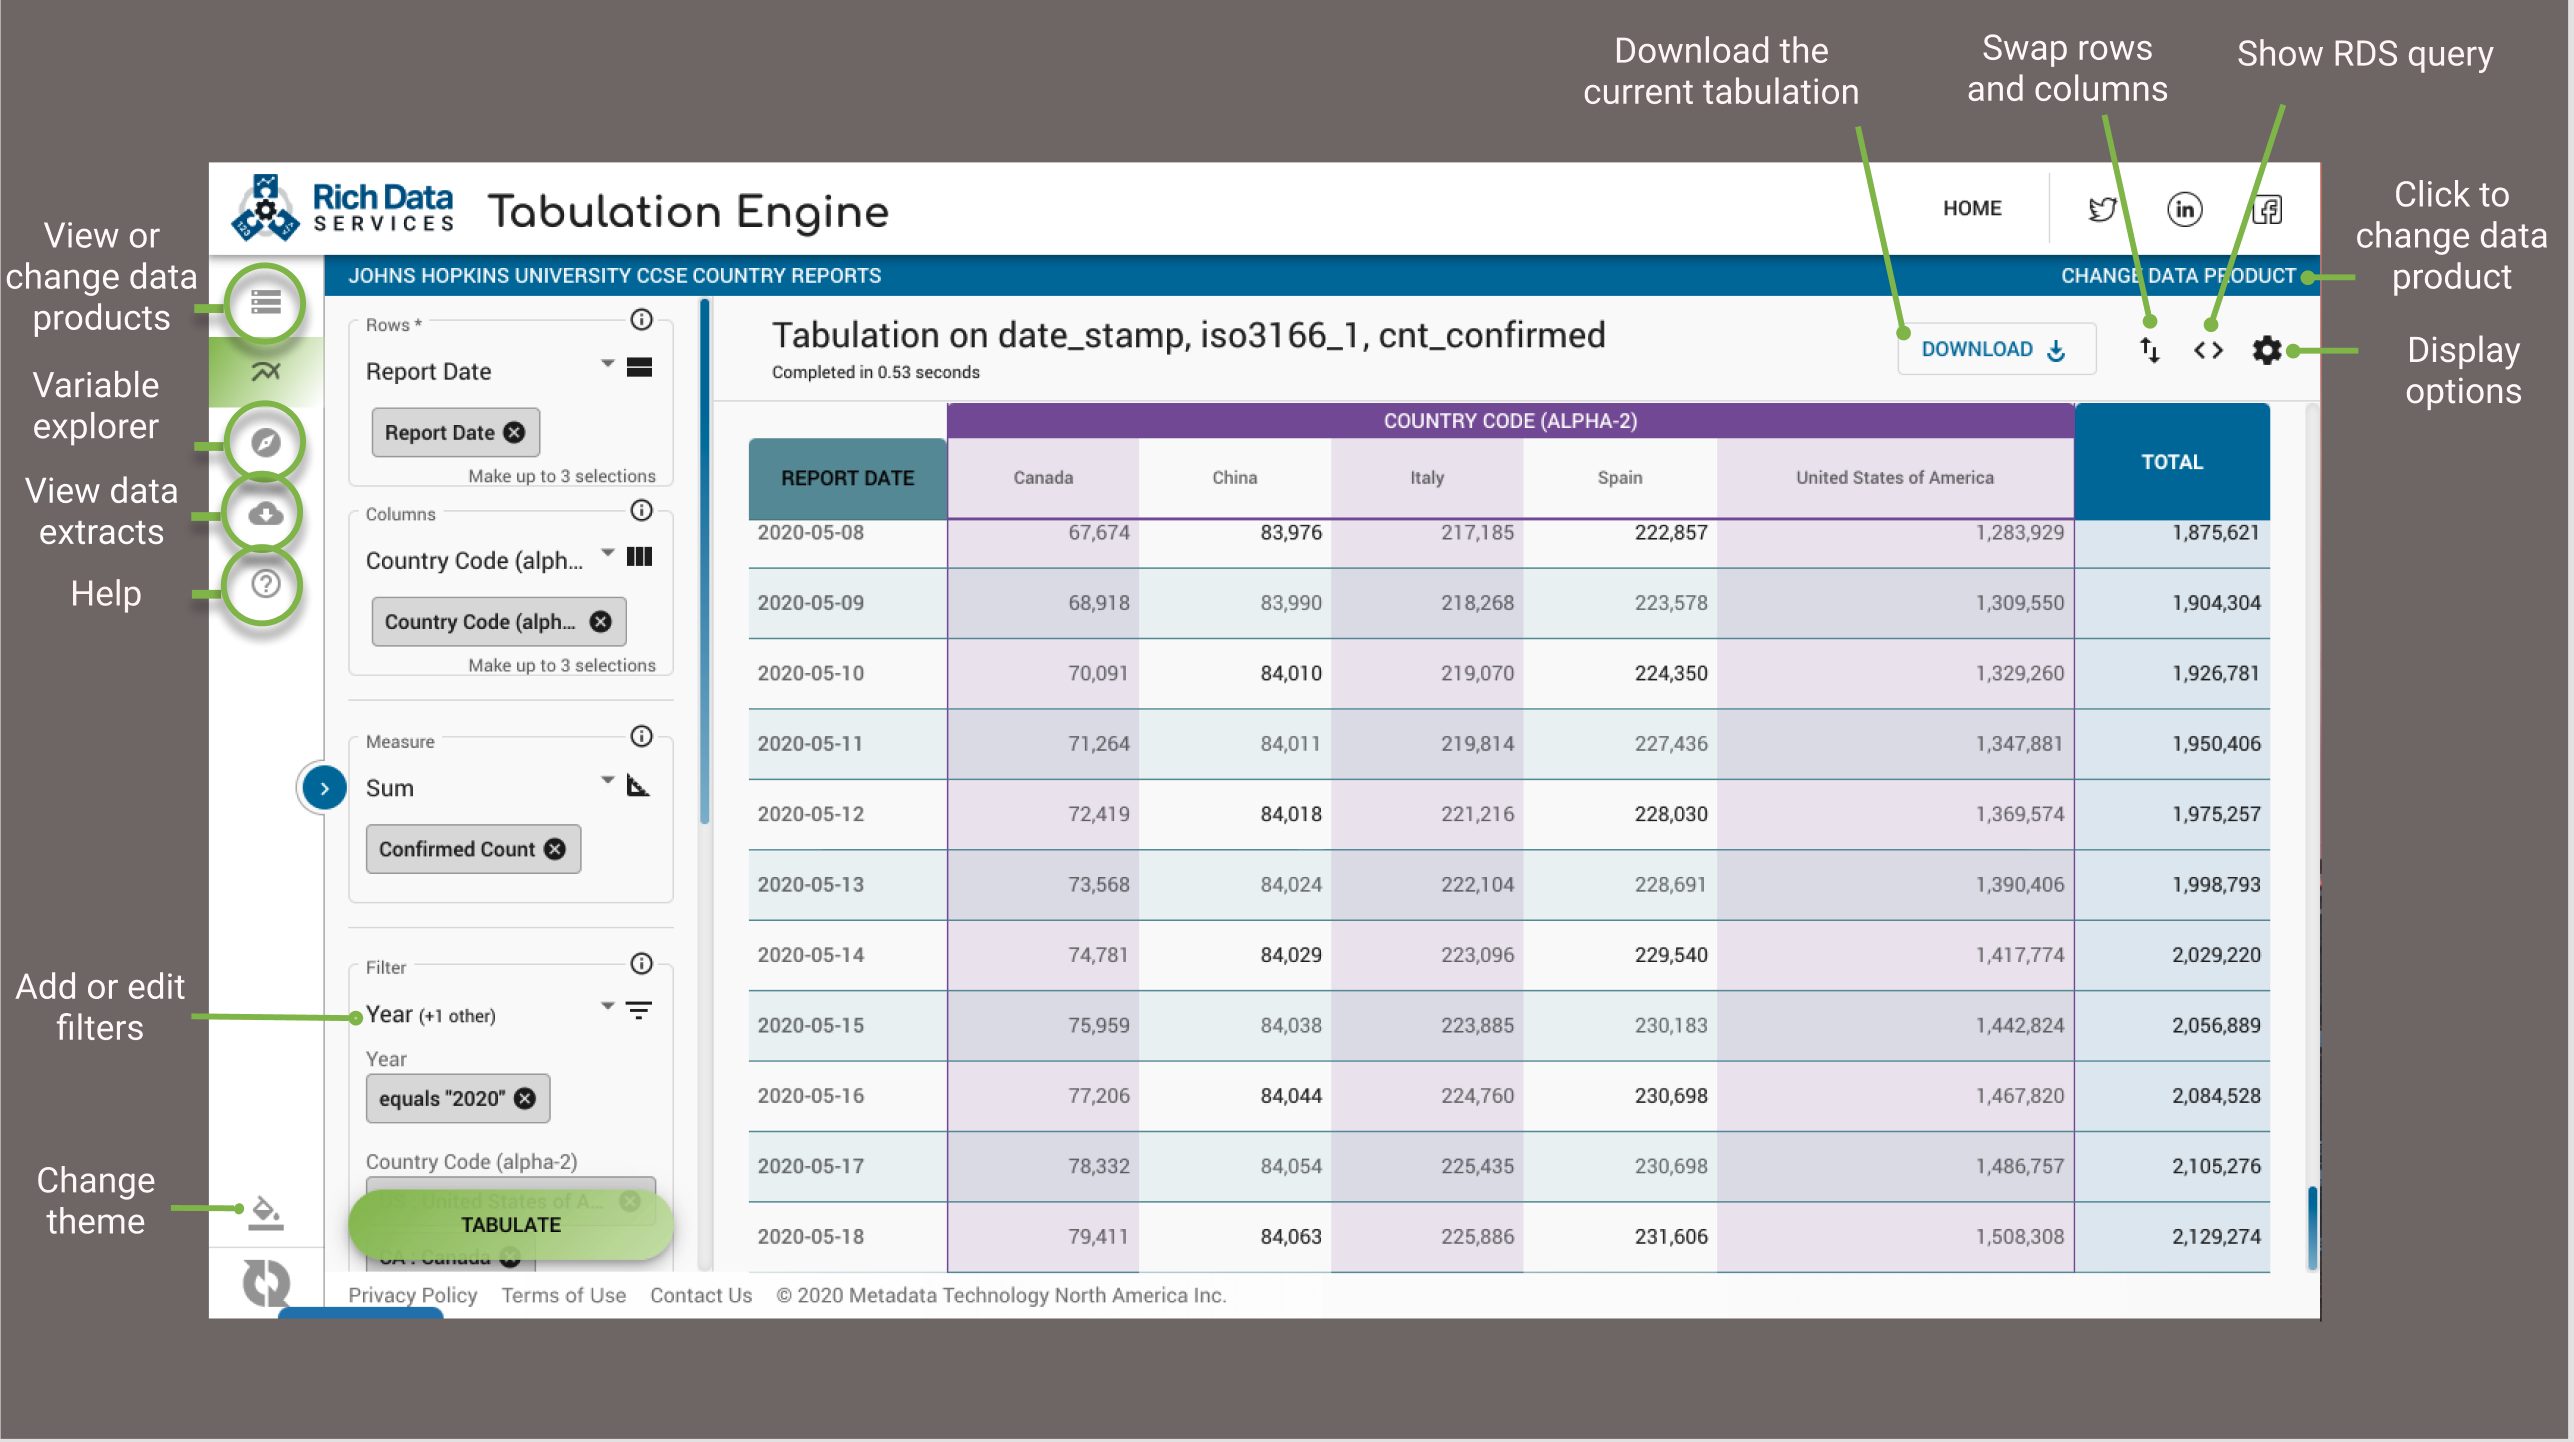 Download the
current tabulation
Swap rows
and columns
Show RDS query
Click to
change data
product
Display
options
View or
change data
products
Variable
explorer
View data
extracts
Help
Add or edit
filters
Change
theme
Rich Data
SERVICES
Tabulation Engine
HOME
JOHNS HOPKINS UNIVERSITY CCSE COUNTRY REPORTS
CHANGE DATA PRODUCT
Rows *
Report Date
Report Date
Make up to 3 selections
Columns
Country Code (alph...
Country Code (alph...
Make up to 3 selections
Measure
Sum
Confirmed Count
Filter
Year (+1 other)
Year
equals "2020"
Country Code (alpha-2)
United States of A...
TABULATE
CA : Canada
Tabulation on date_stamp, iso3166_1, cnt_confirmed
Completed in 0.53 seconds
DOWNLOAD
COUNTRY CODE (ALPHA-2)
REPORT DATE Canada China Italy Spain United States of America TOTAL
2020-05-08 67,674 83,976 217,185 222,857 1,283,929 1,875,621
2020-05-09 68,918 83,990 218,268 223,578 1,309,550 1,904,304
2020-05-10 70,091 84,010 219,070 224,350 1,329,260 1,926,781
2020-05-11 71,264 84,011 219,814 227,436 1,347,881 1,950,406
2020-05-12 72,419 84,018 221,216 228,030 1,369,574 1,975,257
2020-05-13 73,568 84,024 222,104 228,691 1,390,406 1,998,793
2020-05-14 74,781 84,029 223,096 229,540 1,417,774 2,029,220
2020-05-15 75,959 84,038 223,885 230,183 1,442,824 2,056,889
2020-05-16 77,206 84,044 224,760 230,698 1,467,820 2,084,528
2020-05-17 78,332 84,054 225,435 230,698 1,486,757 2,105,276
2020-05-18 79,411 84,063 225,886 231,606 1,508,308 2,129,274
Privacy Policy Terms of Use Contact Us © 2020 Metadata Technology North America Inc.